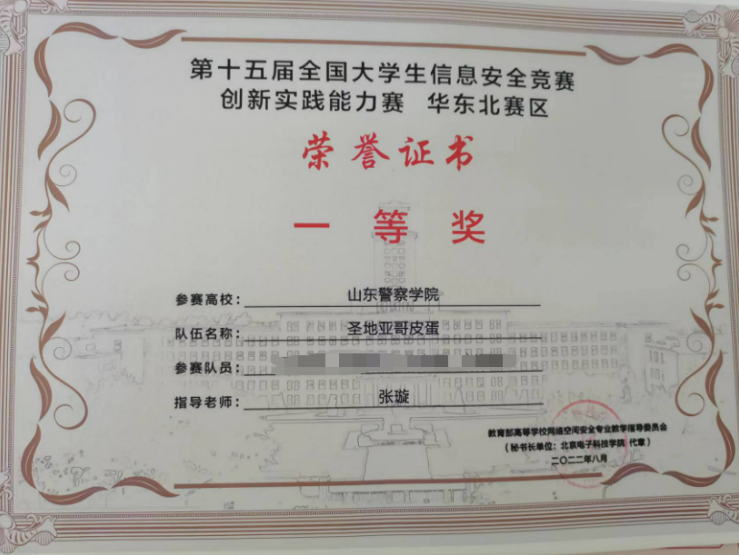 第十五届全国大学生信息安全竞赛
创新实践能力赛 华东北赛区
荣誉证书
一等奖
参赛高校：山东警察学院
队伍名称：圣地亚哥皮蛋
参赛队员：
指导老师：张璇
教育部高等学校网络空间安全专业教学指导委员会
（秘书长单位：北京电子科技学院 代章）
二〇二二年八月